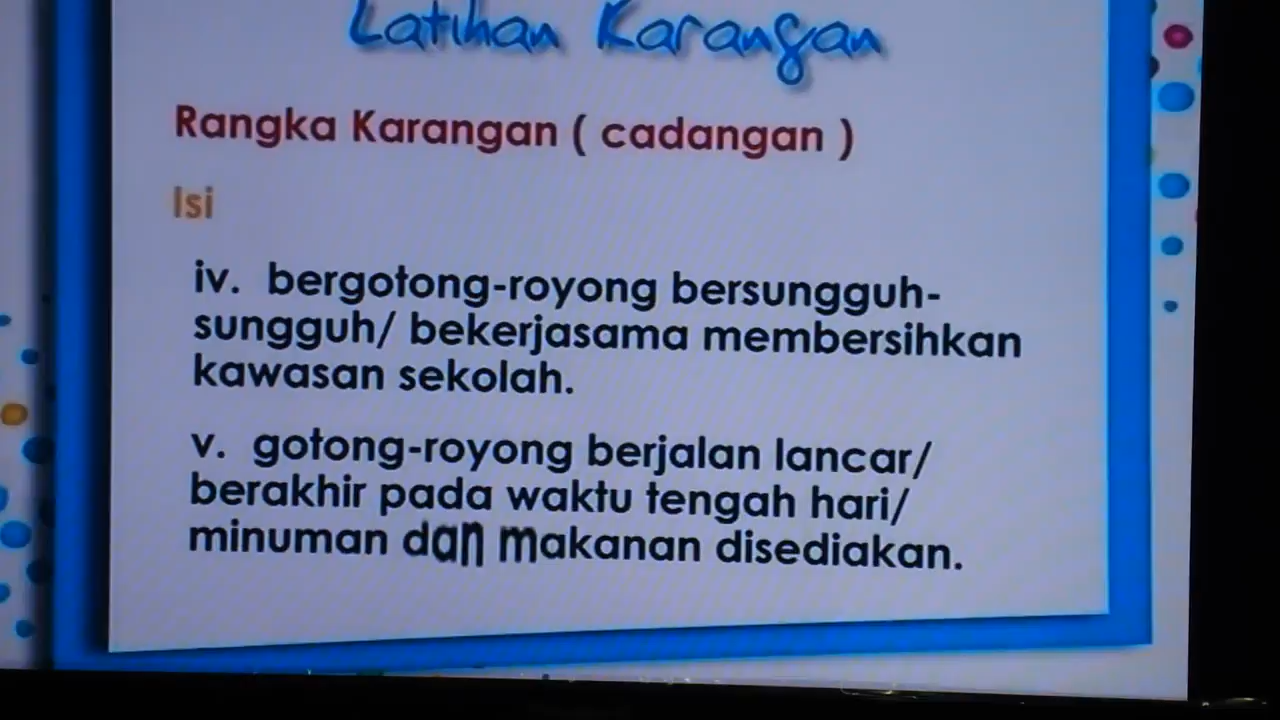 Latihan Karangan
Rangka Karangan ( cadangan )
Isi
iv. bergotong-royong bersungguh-
sungguh/ bekerjasama membersihkan
kawasan sekolah.
v. gotong-royong berjalan lancar/
berakhir pada waktu tengah hari/
minuman dan makanan disediakan.